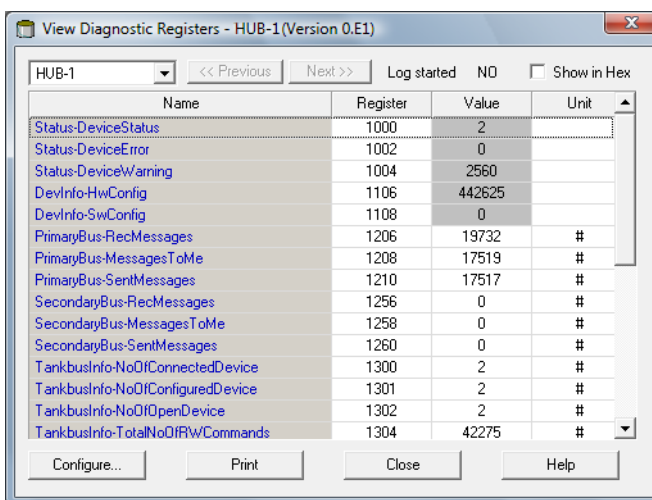 View Diagnostic Registers - HUB-1(Version 0.E1)
HUB-1 << Previous Next >> Log started NO Show in Hex
Name Register Value Unit
Status-DeviceStatus 1000 2
Status-DeviceError 1002 0
Status-DeviceWarning 1004 2560
DevInfo-HwConfig 1106 442625
DevInfo-SwConfig 1108 0
PrimaryBus-RecMessages 1206 19732 #
PrimaryBus-MessagesToMe 1208 17519 #
PrimaryBus-SentMessages 1210 17517 #
SecondaryBus-RecMessages 1256 0 #
SecondaryBus-MessagesToMe 1258 0 #
SecondaryBus-SentMessages 1260 0 #
TankbusInfo-NoOfConnectedDevice 1300 2 #
TankbusInfo-NoOfConfiguredDevice 1301 2 #
TankbusInfo-NoOfOpenDevice 1302 2 #
TankbusInfo-TotalNoOfRWCommands 1304 42275 #
Configure... Print Close Help